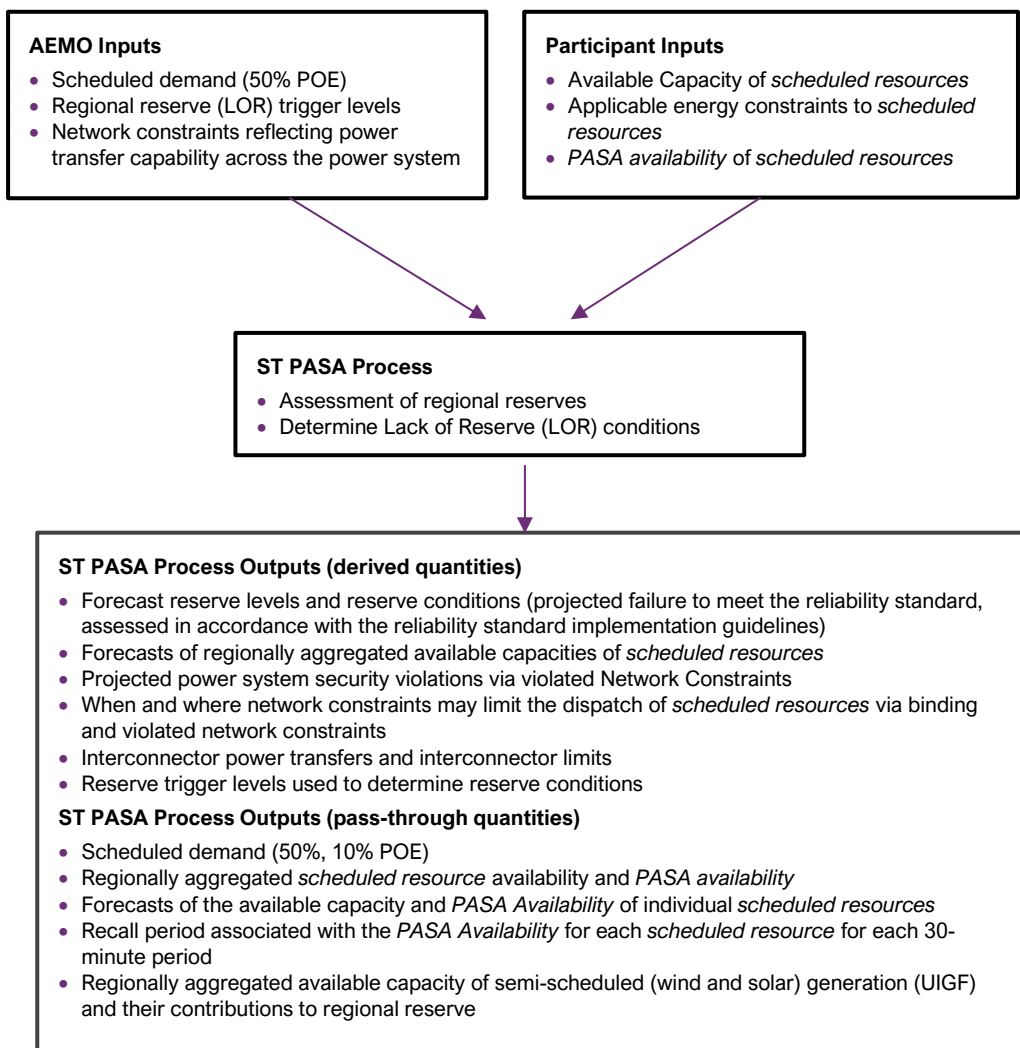 AEMO Inputs
• Scheduled demand (50% POE)
• Regional reserve (LOR) trigger levels
• Network constraints reflecting power
transfer capability across the power system
Participant Inputs
• Available Capacity of scheduled resources
• Applicable energy constraints to scheduled
resources
• PASA availability of scheduled resources
ST PASA Process
• Assessment of regional reserves
• Determine Lack of Reserve (LOR) conditions
ST PASA Process Outputs (derived quantities)
• Forecast reserve levels and reserve conditions (projected failure to meet the reliability standard,
assessed in accordance with the reliability standard implementation guidelines)
• Forecasts of regionally aggregated available capacities of scheduled resources
• Projected power system security violations via violated Network Constraints
• When and where network constraints may limit the dispatch of scheduled resources via binding
and violated network constraints
• Interconnector power transfers and interconnector limits
• Reserve trigger levels used to determine reserve conditions
ST PASA Process Outputs (pass-through quantities)
• Scheduled demand (50%, 10% POE)
• Regionally aggregated scheduled resource availability and PASA availability
• Forecasts of the available capacity and PASA Availability of individual scheduled resources
• Recall period associated with the PASA Availability for each scheduled resource for each 30-
minute period
• Regionally aggregated available capacity of semi-scheduled (wind and solar) generation (UIGF)
and their contributions to regional reserve